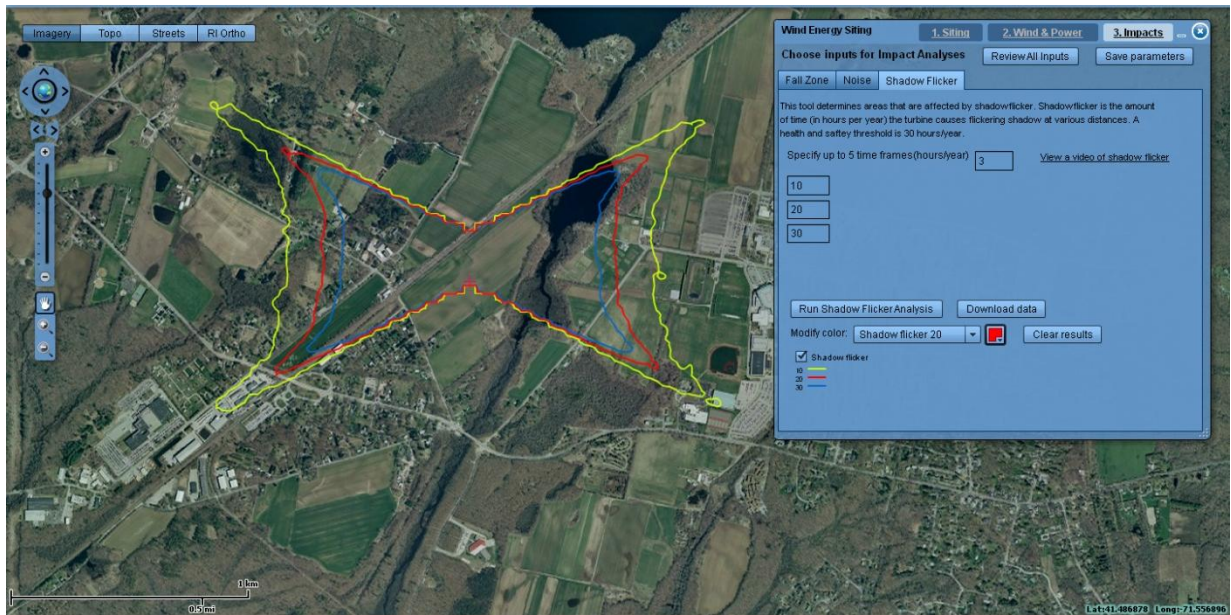 Imagery Topo Streets RI Ortho
Wind Energy Siting 1. Siting 2. Wind & Power 3. Impacts
Choose inputs for Impact Analyses Review All Inputs Save parameters
Fall Zone Noise Shadow Flicker
This tool determines areas that are affected by shadowflicker. Shadowflicker is the amount
of time (in hours per year) the turbine causes flickering shadow at various distances. A
health and saftey threshold is 30 hours/year.
Specify up to 5 time frames(hours/year) 3 View a video of shadow flicker
10
20
30
Run Shadow Flicker Analysis Download data
Modify color: Shadow flicker 20 Clear results
Shadow flicker
10
20
30
1 km
0.5 mi
Lat:41.486878 Long:-71.556896